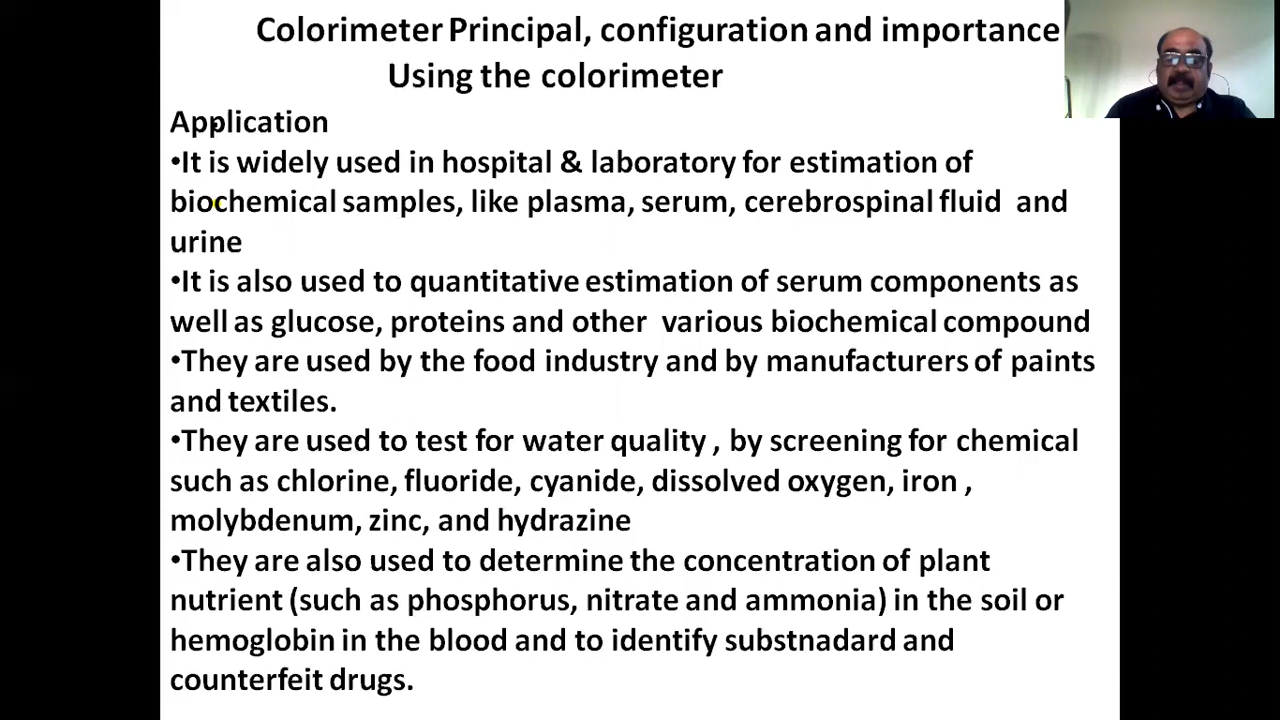 Colorimeter Principal, configuration and importance
Using the colorimeter
Application
•It is widely used in hospital & laboratory for estimation of
biochemical samples, like plasma, serum, cerebrospinal fluid and
urine
•It is also used to quantitative estimation of serum components as
well as glucose, proteins and other various biochemical compound
•They are used by the food industry and by manufacturers of paints
and textiles.
•They are used to test for water quality , by screening for chemical
such as chlorine, fluoride, cyanide, dissolved oxygen, iron ,
molybdenum, zinc, and hydrazine
•They are also used to determine the concentration of plant
nutrient (such as phosphorus, nitrate and ammonia) in the soil or
hemoglobin in the blood and to identify substnadard and
counterfeit drugs.